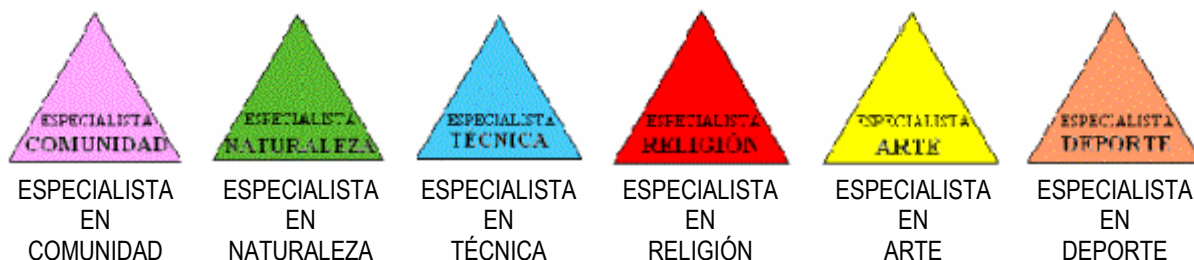 ESPECIALISTA
COMUNIDAD
ESPECIALISTA
NATURALEZA
ESPECIALISTA
TÉCNICA
ESPECIALISTA
RELIGIÓN
ESPECIALISTA
ARTE
ESPECIALISTA
DEPORTE
ESPECIALISTA
EN
COMUNIDAD
ESPECIALISTA
EN
NATURALEZA
ESPECIALISTA
EN
TÉCNICA
ESPECIALISTA
EN
RELIGIÓN
ESPECIALISTA
EN
ARTE
ESPECIALISTA
EN
DEPORTE